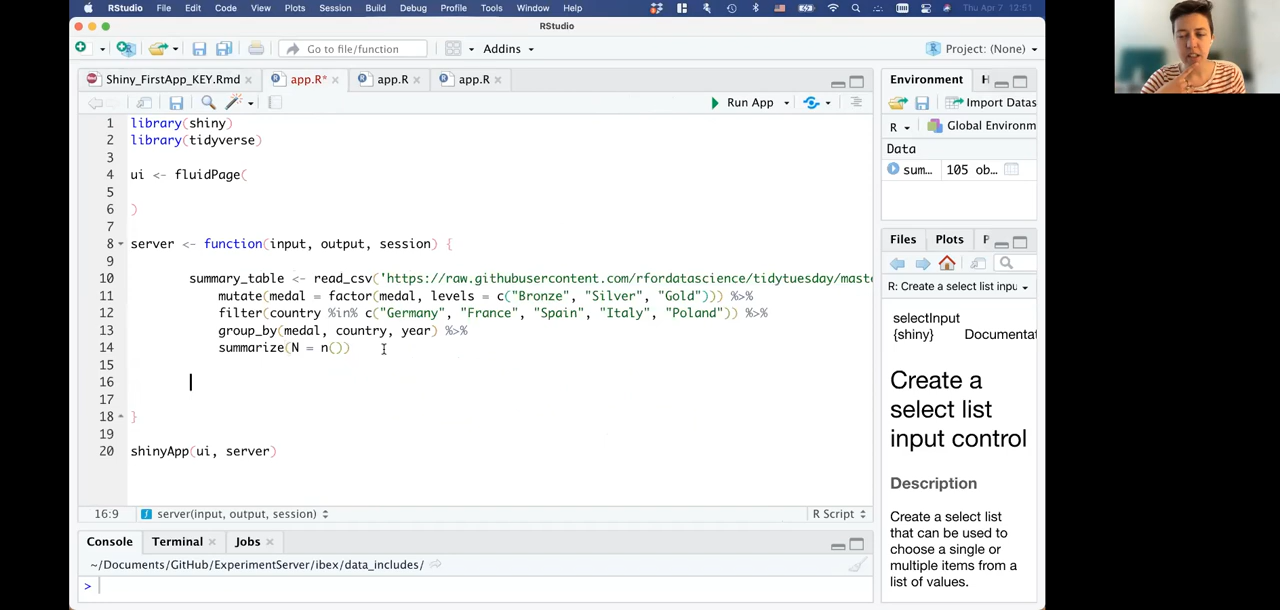 RStudio File Edit Code View Plots Session Build Debug Profile Tools Window Help Thu Apr 7 12:51
RStudio
Go to file/function Addins Project: (None)
Shiny_FirstApp_KEY.Rmd app.R* app.R app.R
Run App
1 library(shiny)
2 library(tidyverse)
3
4 ui <- fluidPage(
5
6 )
7
8 server <- function(input, output, session) {
9
10 summary_table <- read_csv('https://raw.githubusercontent.com/rfordatascience/tidytuesday/maste
11 mutate(medal = factor(medal, levels = c("Bronze", "Silver", "Gold"))) %>%
12 filter(country %in% c("Germany", "France", "Spain", "Italy", "Poland")) %>%
13 group_by(medal, country, year) %>%
14 summarize(N = n())
15
16
17
18 }
19
20 shinyApp(ui, server)
16:9 server(input, output, session) R Script
Console Terminal Jobs
~/Documents/GitHub/ExperimentServer/ibex/data_includes/
>
Environment H
Import Datas
R Global Environm
Data
sum... 105 ob...
Files Plots P
R: Create a select list inpu
selectInput
{shiny} Documentat
Create a
select list
input control
Description
Create a select list
that can be used to
choose a single or
multiple items from a
list of values.